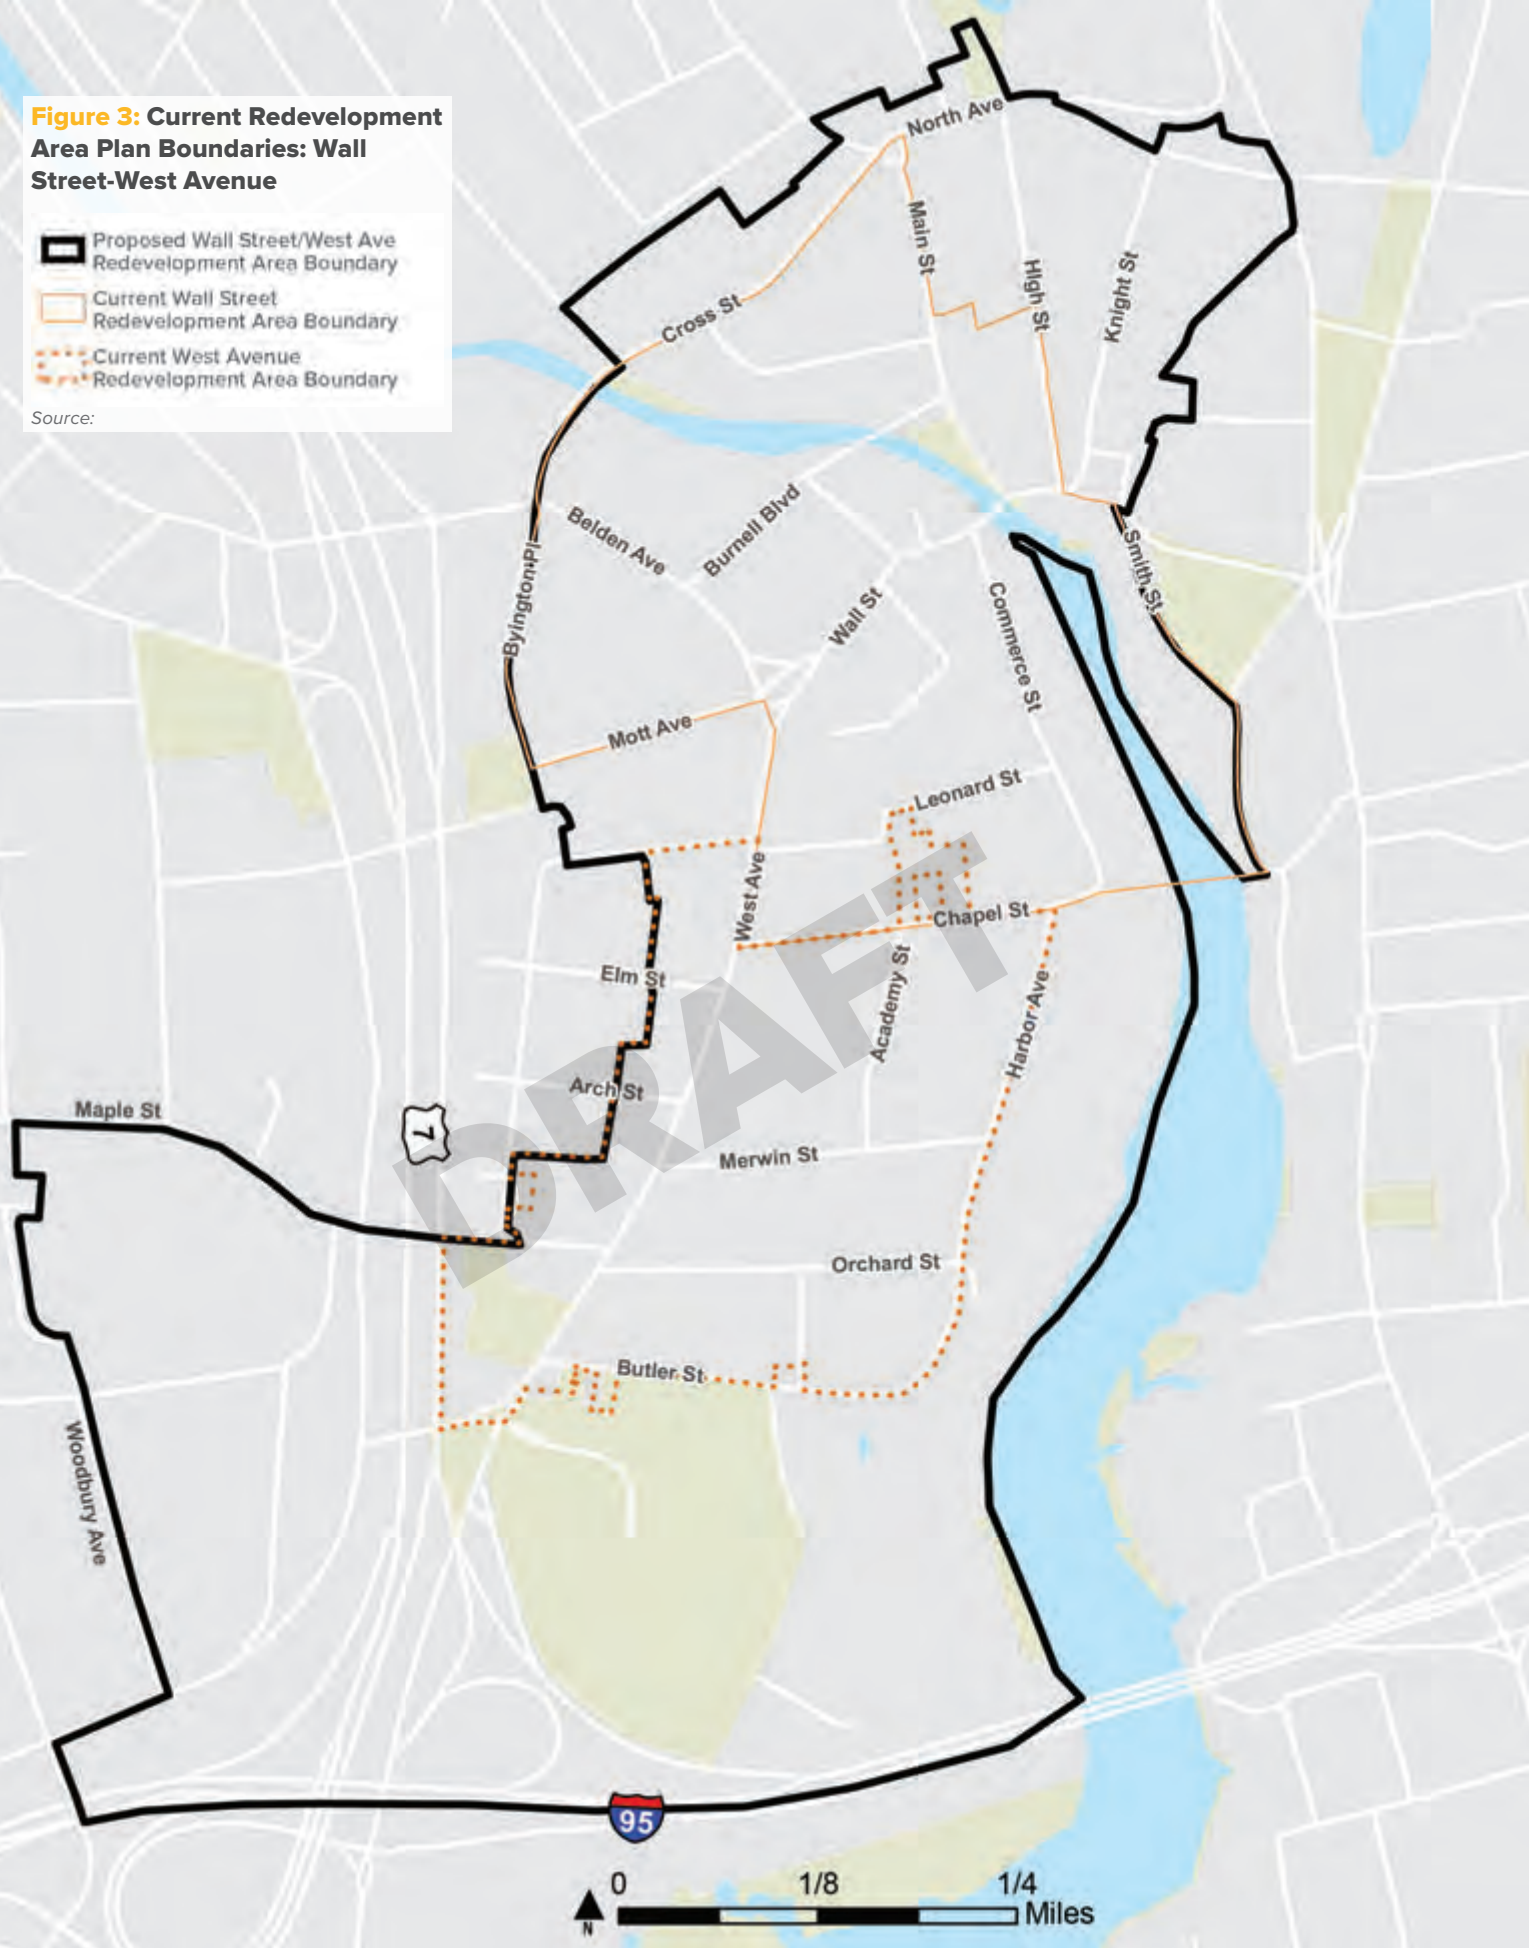 Figure 3: Current Redevelopment
Area Plan Boundaries: Wall
Street-West Avenue
Proposed Wall Street/West Ave
Redevelopment Area Boundary
Current Wall Street
Redevelopment Area Boundary
Current West Avenue
Redevelopment Area Boundary
Source:
North Ave
Main St
High St
Knight St
Cross St
Belden Ave
Burnell Blvd
Byington Pl
Smith St
Wall St
Commerce St
Mott Ave
Leonard St
West Ave
Chapel St
Elm St
Academy St
Harbor Ave
Arch St
Maple St
7
Merwin St
DRAFT
Orchard St
Butler St
Woodbury Ave
95
0 1/8 1/4
Miles
N